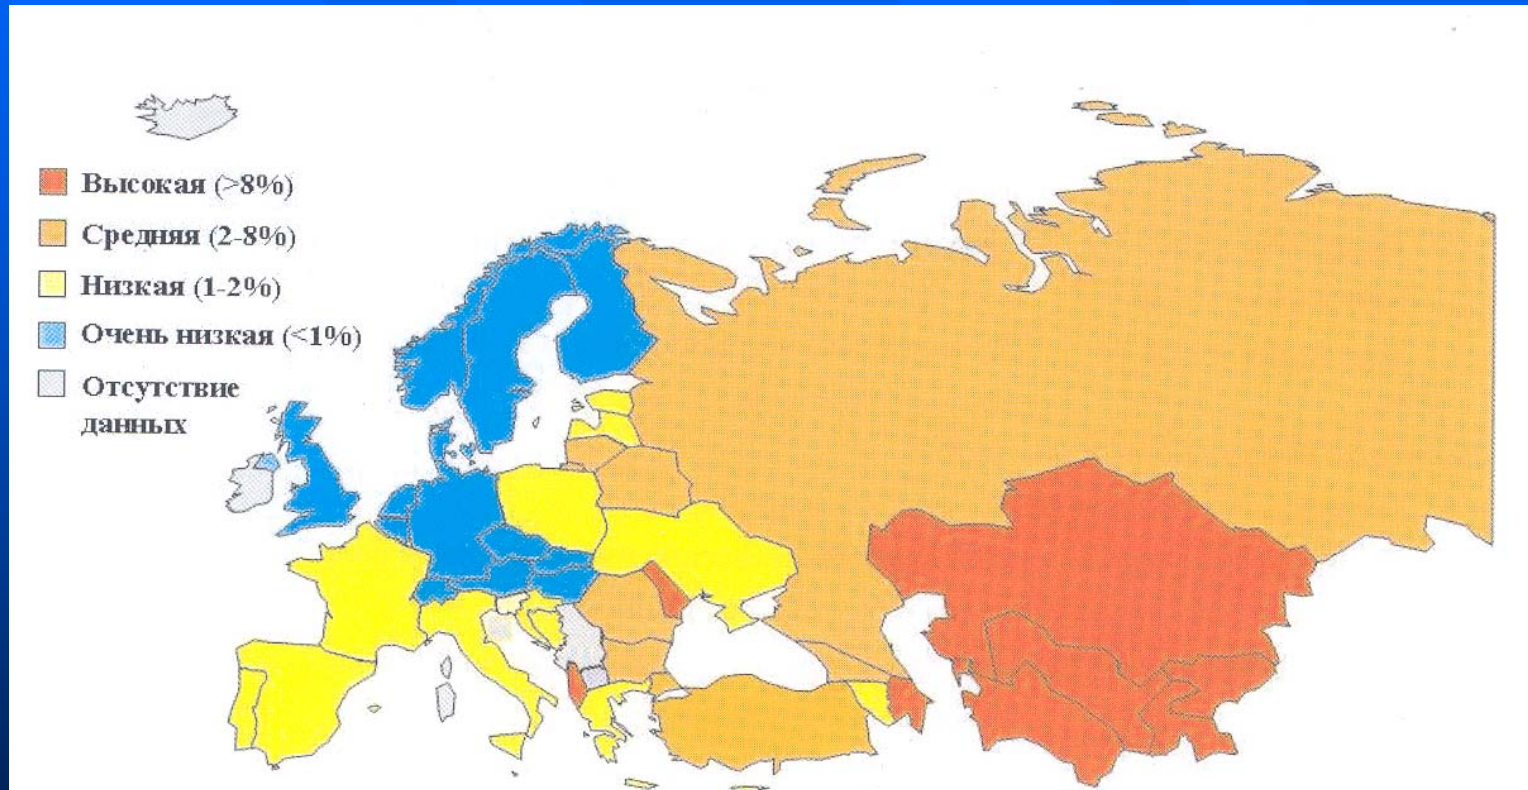 Высокая (>8%)
Средняя (2-8%)
Низкая (1-2%)
Очень низкая (<1%)
Отсутствие
данных